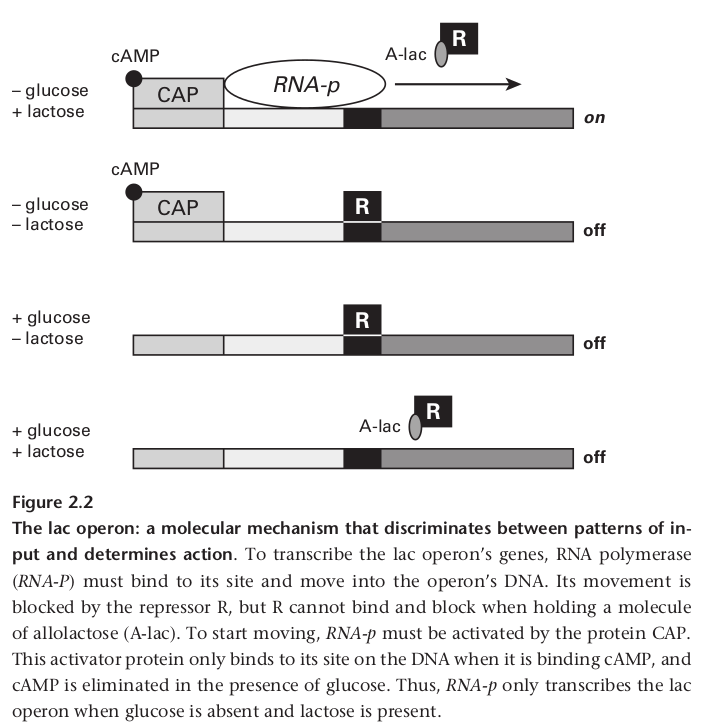 cAMP
A-lac
R
CAP
RNA-p
– glucose
+ lactose
on
cAMP
– glucose
– lactose
CAP
R
off
+ glucose
– lactose
R
off
+ glucose
+ lactose
A-lac
R
off
Figure 2.2
The lac operon: a molecular mechanism that discriminates between patterns of in-
put and determines action. To transcribe the lac operon’s genes, RNA polymerase
(RNA-P) must bind to its site and move into the operon’s DNA. Its movement is
blocked by the repressor R, but R cannot bind and block when holding a molecule
of allolactose (A-lac). To start moving, RNA-p must be activated by the protein CAP.
This activator protein only binds to its site on the DNA when it is binding cAMP, and
cAMP is eliminated in the presence of glucose. Thus, RNA-p only transcribes the lac
operon when glucose is absent and lactose is present.